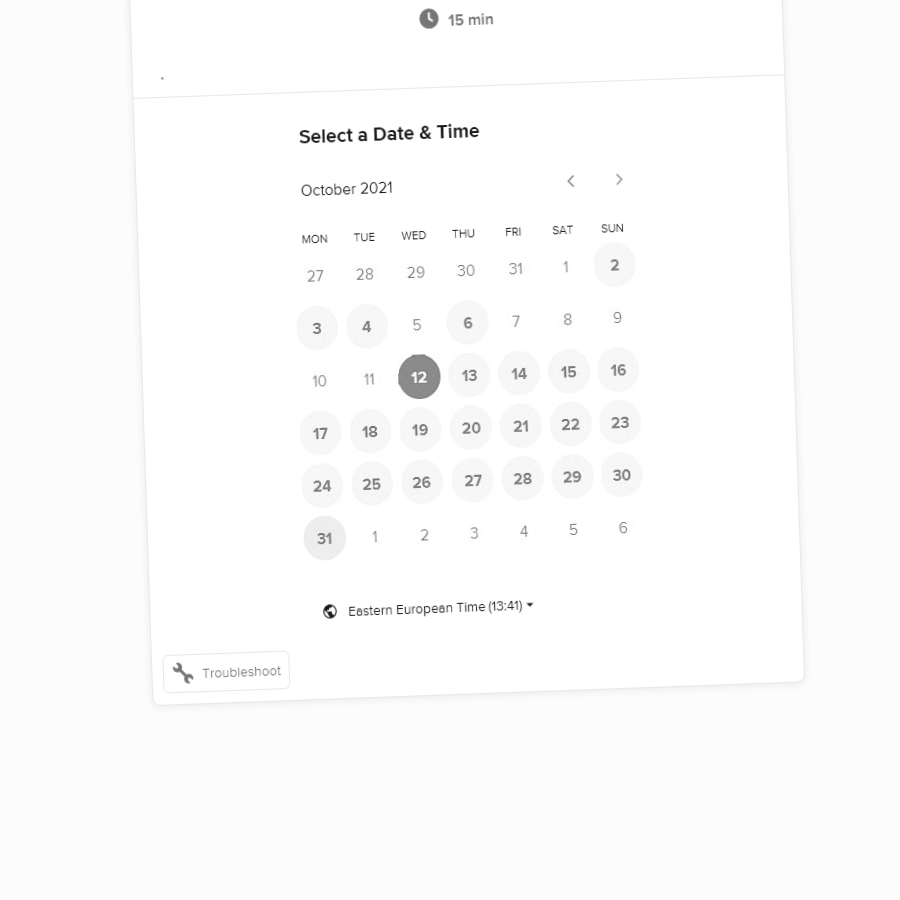 15 min
.
Select a Date & Time
October 2021
MON TUE WED THU FRI SAT SUN
27 28 29 30 31 1 2
3 4 5 6 7 8 9
10 11 12 13 14 15 16
17 18 19 20 21 22 23
24 25 26 27 28 29 30
31 1 2 3 4 5 6
Eastern European Time (13:41)
Troubleshoot